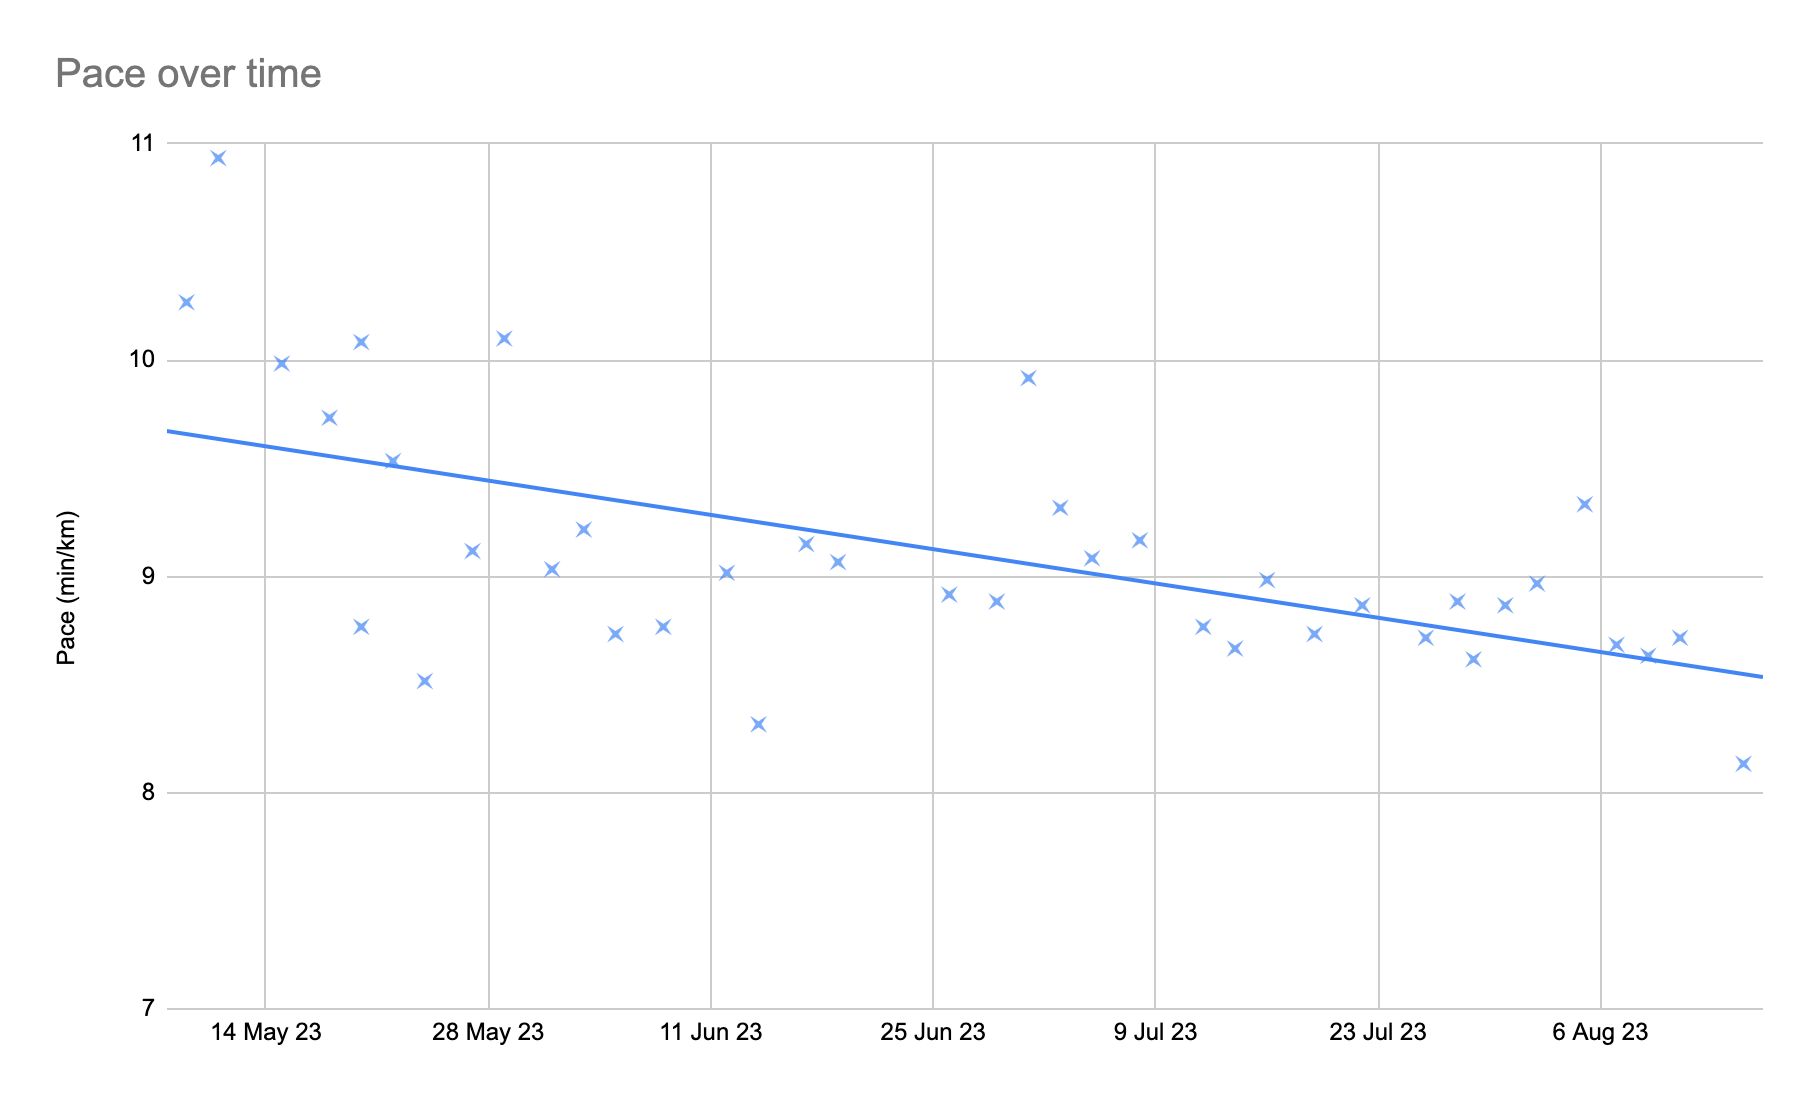 Pace over time
11
10
9
8
7
Pace (min/km)
14 May 23
28 May 23
11 Jun 23
25 Jun 23
9 Jul 23
23 Jul 23
6 Aug 23